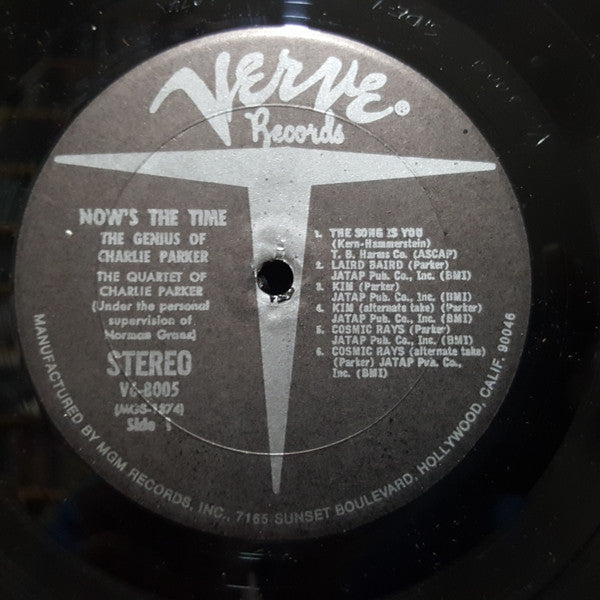 VERVE®
Records
NOW'S THE TIME
THE GENIUS OF
CHARLIE PARKER
THE QUARTET OF
CHARLIE PARKER
(Under the personal
supervision of
Norman Granz)
STEREO
V6-8005
(MGS-1874)
Side 1
1. THE SONG IS YOU
(Kern-Hammerstein)
T. B. Harms Co. (ASCAP)
2. LAIRD BAIRD (Parker)
JATAP Pub. Co., Inc. (BMI)
3. KIM (Parker)
JATAP Pub. Co., Inc. (BMI)
4. KIM (alternate take) (Parker)
JATAP Pub. Co., Inc. (BMI)
5. COSMIC RAYS (Parker)
JATAP Pub. Co., Inc. (BMI)
6. COSMIC RAYS (alternate take)
(Parker) JATAP Pub. Co.,
Inc. (BMI)
MANUFACTURED BY MGM RECORDS, INC., 7165 SUNSET BOULEVARD, HOLLYWOOD, CALIF. 90046